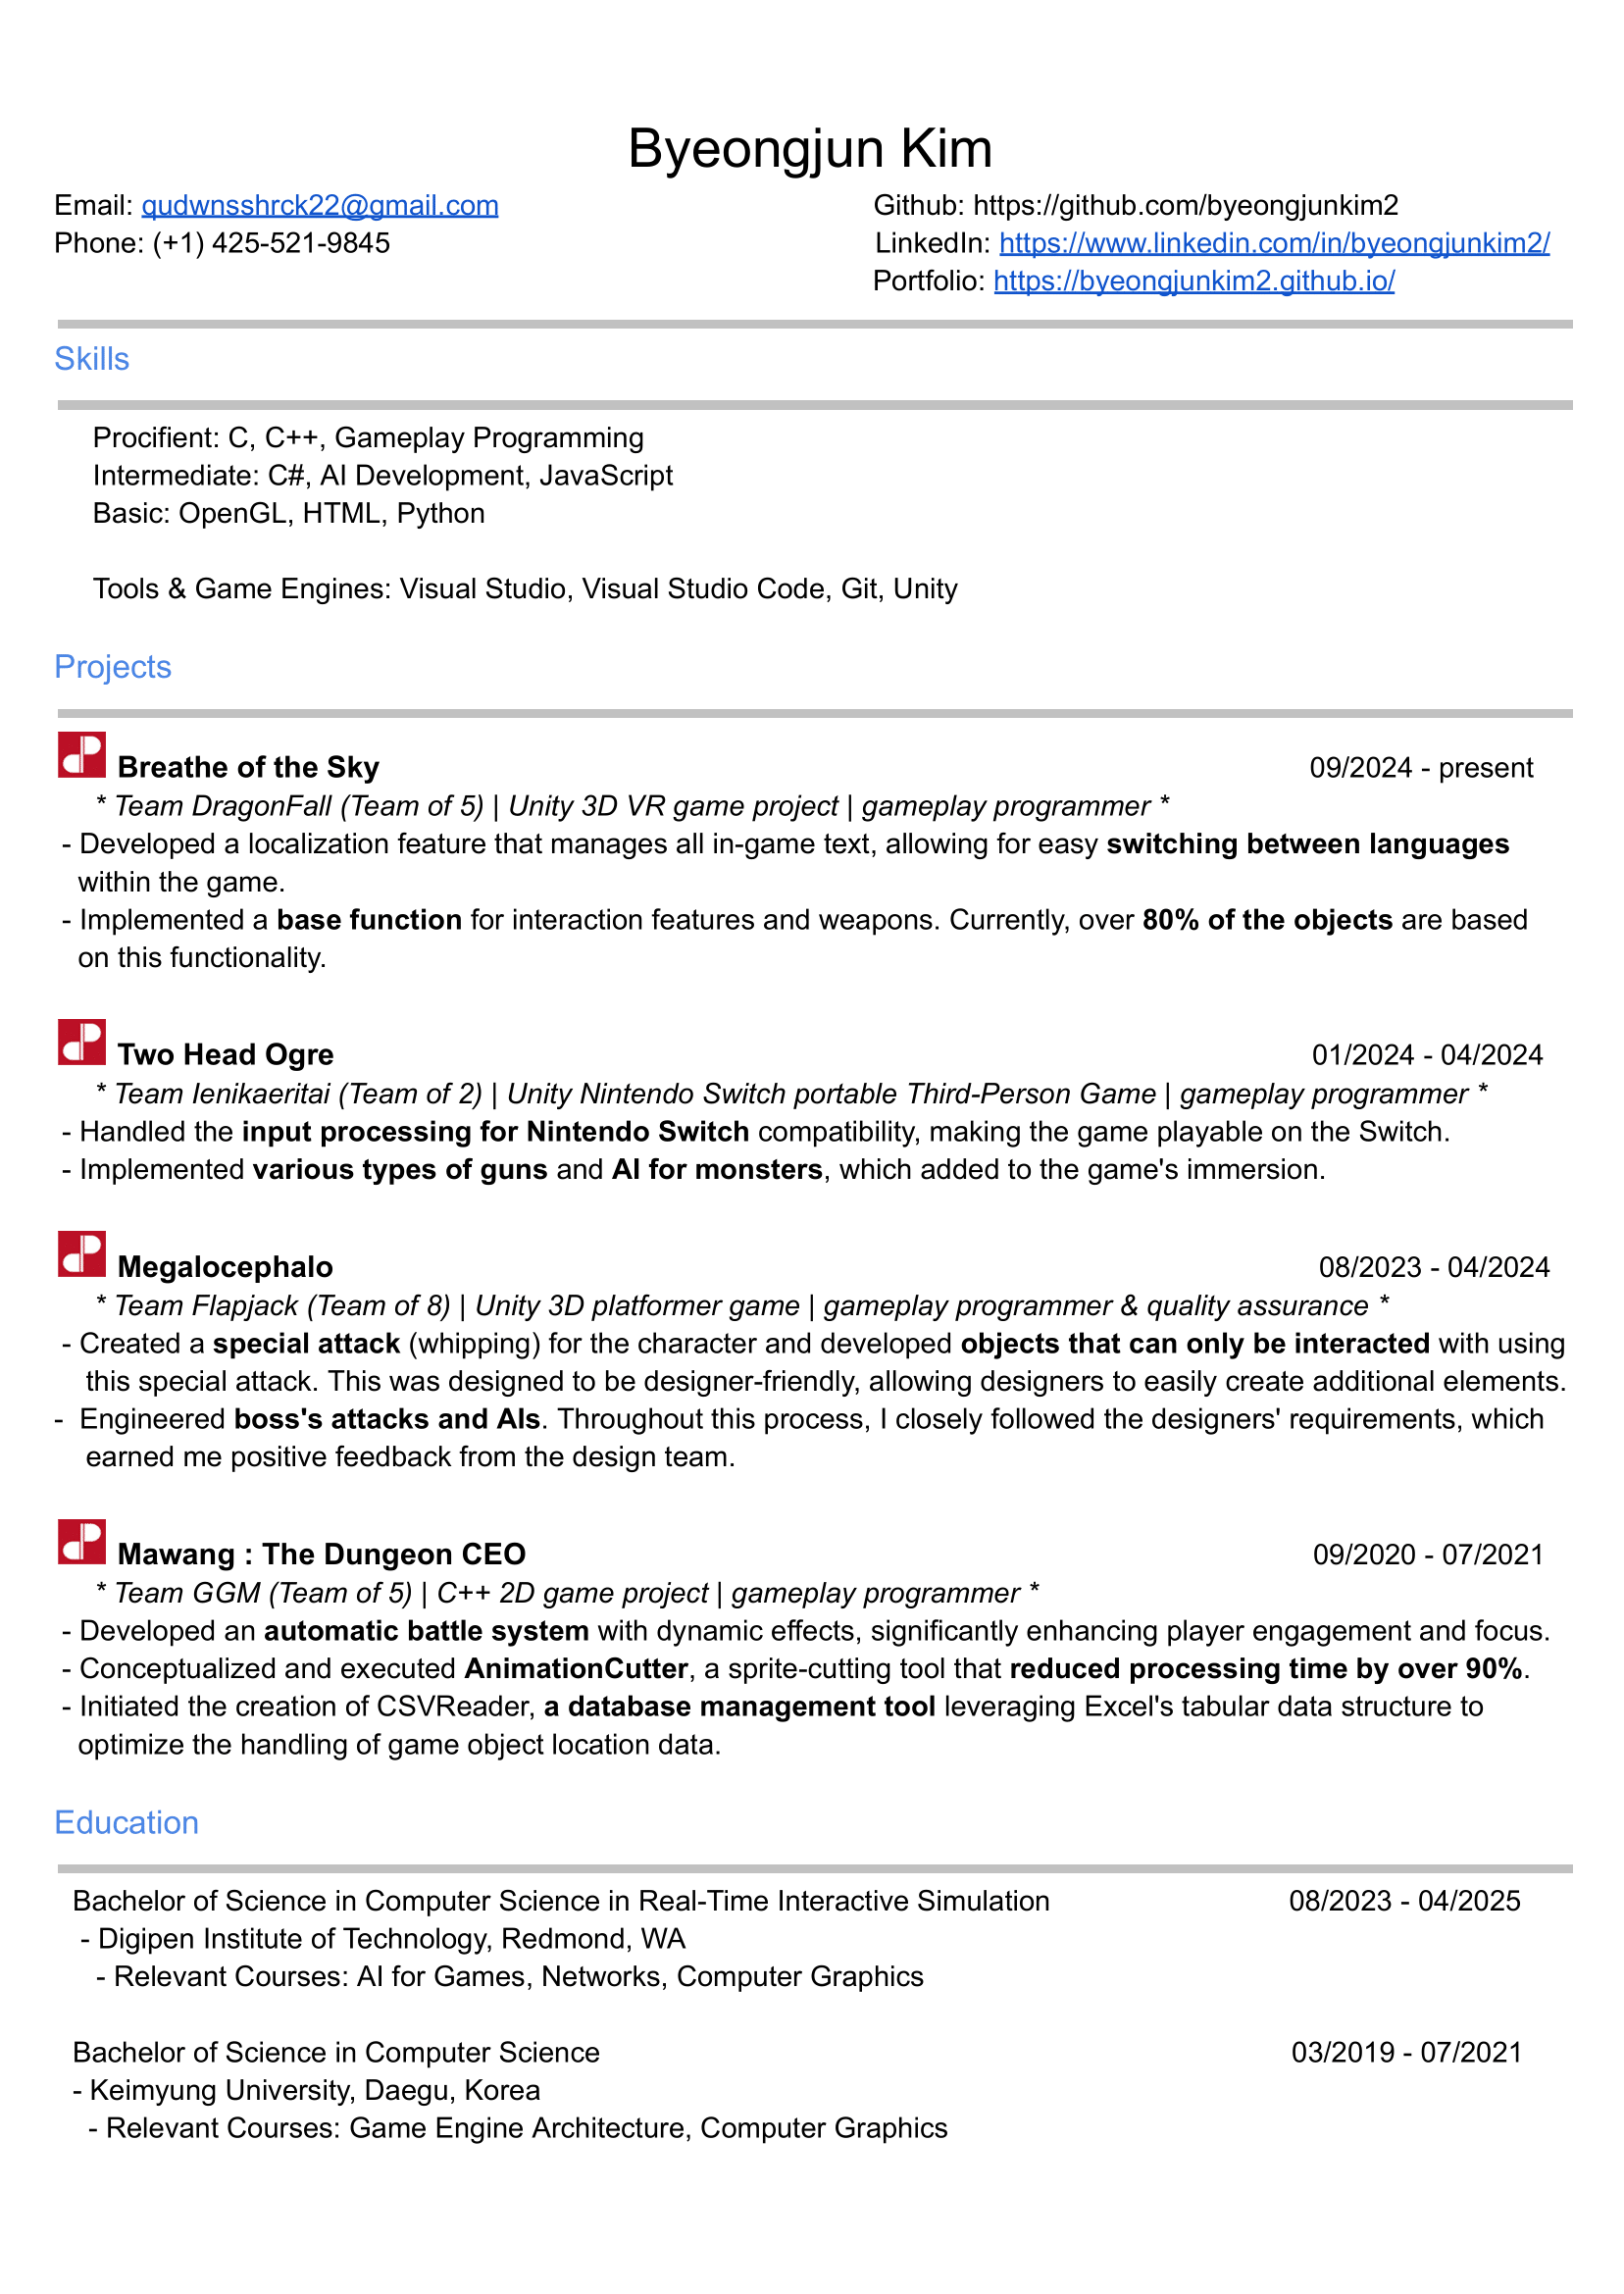 Byeongjun Kim
Email: qudwnsshrck22@gmail.com
Github: https://github.com/byeongjunkim2
Phone: (+1) 425-521-9845
LinkedIn: https://www.linkedin.com/in/byeongjunkim2/
Portfolio: https://byeongjunkim2.github.io/
Skills
Procifient: C, C++, Gameplay Programming
Intermediate: C#, AI Development, JavaScript
Basic: OpenGL, HTML, Python
Tools & Game Engines: Visual Studio, Visual Studio Code, Git, Unity
Projects
Breathe of the Sky 09/2024 - present
* Team DragonFall (Team of 5) | Unity 3D VR game project | gameplay programmer *
- Developed a localization feature that manages all in-game text, allowing for easy switching between languages
within the game.
- Implemented a base function for interaction features and weapons. Currently, over 80% of the objects are based
on this functionality.
Two Head Ogre 01/2024 - 04/2024
* Team Ienikaeritai (Team of 2) | Unity Nintendo Switch portable Third-Person Game | gameplay programmer *
- Handled the input processing for Nintendo Switch compatibility, making the game playable on the Switch.
- Implemented various types of guns and AI for monsters, which added to the game's immersion.
Megalocephalo 08/2023 - 04/2024
* Team Flapjack (Team of 8) | Unity 3D platformer game | gameplay programmer & quality assurance *
- Created a special attack (whipping) for the character and developed objects that can only be interacted with using
this special attack. This was designed to be designer-friendly, allowing designers to easily create additional elements.
- Engineered boss's attacks and AIs. Throughout this process, I closely followed the designers' requirements, which
earned me positive feedback from the design team.
Mawang : The Dungeon CEO 09/2020 - 07/2021
* Team GGM (Team of 5) | C++ 2D game project | gameplay programmer *
- Developed an automatic battle system with dynamic effects, significantly enhancing player engagement and focus.
- Conceptualized and executed AnimationCutter, a sprite-cutting tool that reduced processing time by over 90%.
- Initiated the creation of CSVReader, a database management tool leveraging Excel's tabular data structure to
optimize the handling of game object location data.
Education
Bachelor of Science in Computer Science in Real-Time Interactive Simulation 08/2023 - 04/2025
- Digipen Institute of Technology, Redmond, WA
- Relevant Courses: AI for Games, Networks, Computer Graphics
Bachelor of Science in Computer Science 03/2019 - 07/2021
- Keimyung University, Daegu, Korea
- Relevant Courses: Game Engine Architecture, Computer Graphics